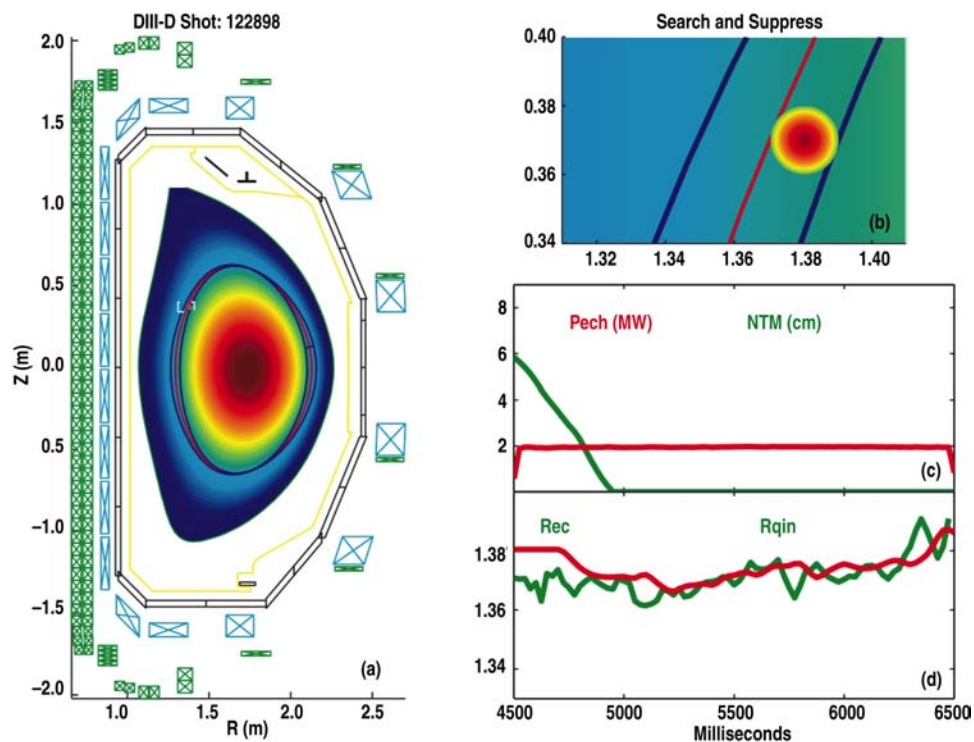 DIII-D Shot: 122898
2.0
1.5
1.0
0.5
0.0
0.5
−1.0
−1.5
−2.0
Z (m)
1.0 1.5 2.0 2.5
R (m)
(a)
Search and Suppress
0.40
0.38
0.36
0.34
1.32 1.34 1.36 1.38 1.40
(b)
8
6
4
2
Pech (MW) NTM (cm)
(c)
1.38
1.36
1.34
Rec Rqin
(d)
4500 5000 5500 6000 6500
Milliseconds